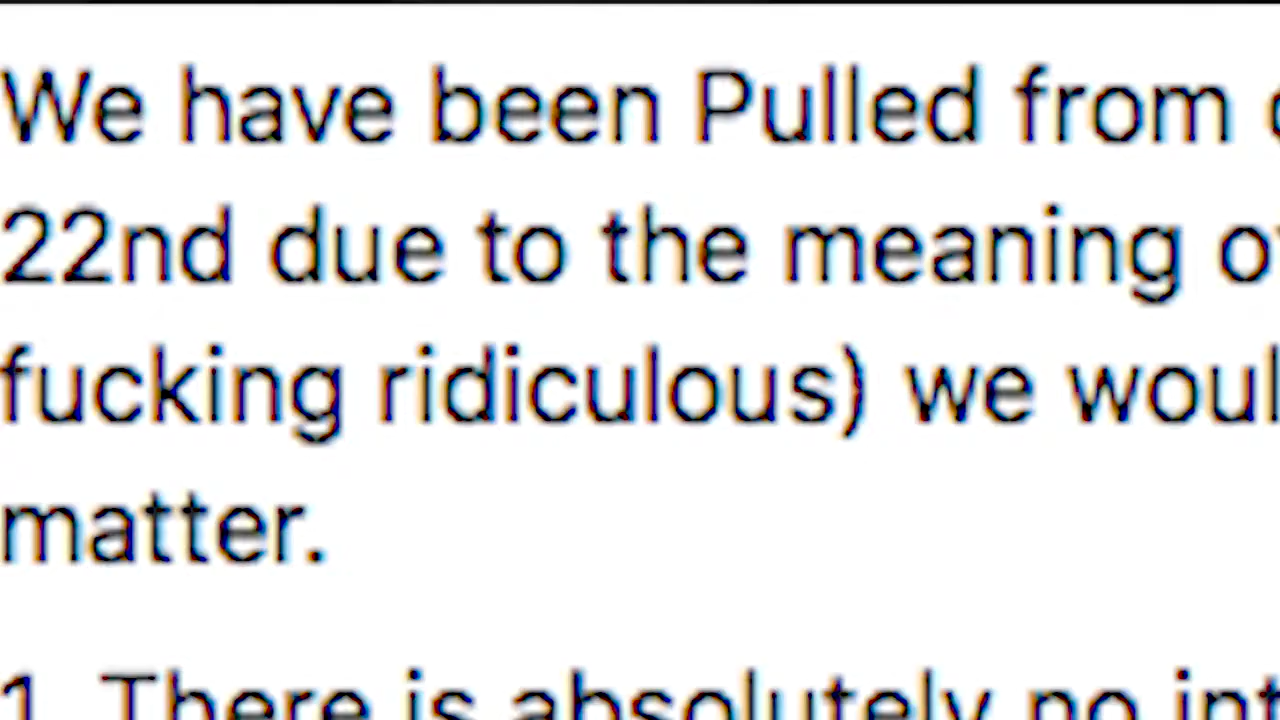 We have been Pulled from
22nd due to the meaning
fucking ridiculous) we
matter.
1. There is absolutely no